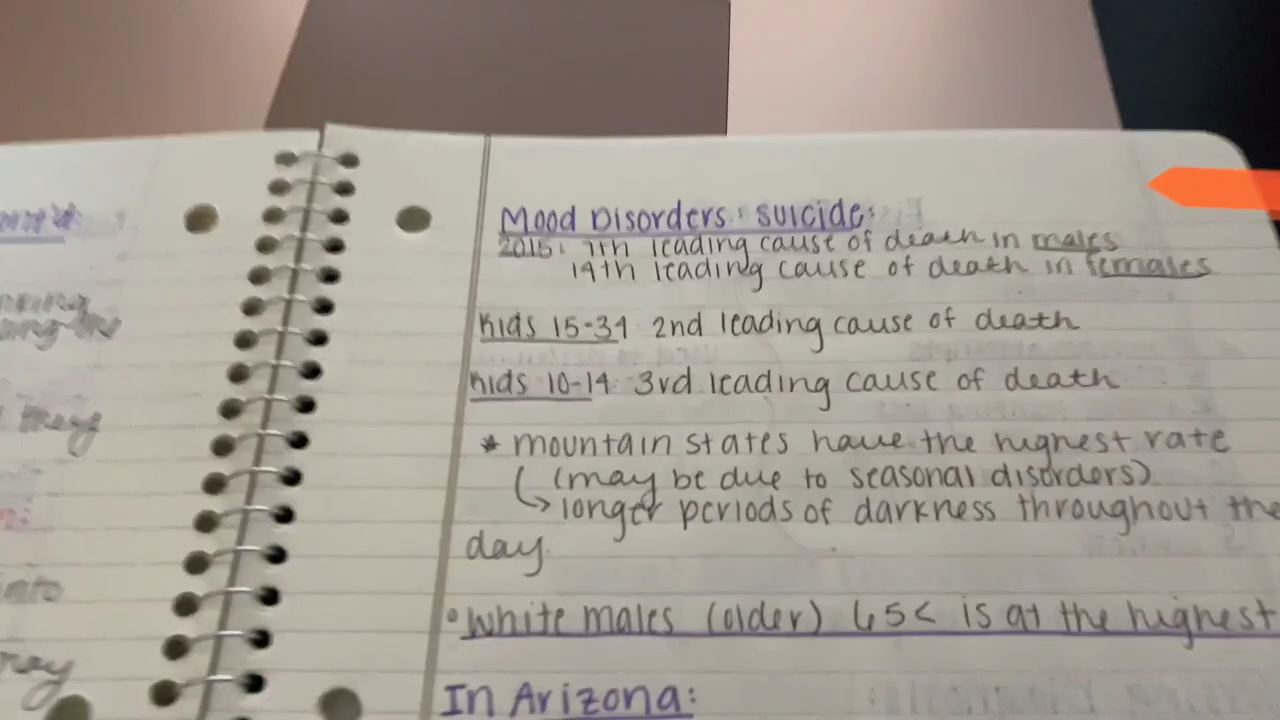 Mood Disorders: Suicide:
2015: 7th leading cause of death in males
14th leading cause of death in females
Kids 15-34 2nd leading cause of death
Kids 10-14: 3rd leading cause of death
* mountain states have the highest rate
(may be due to seasonal disorders)
↳ longer periods of darkness throughout the
day.
• White males (older) 65< is at the highest
In Arizona:
they
into
may